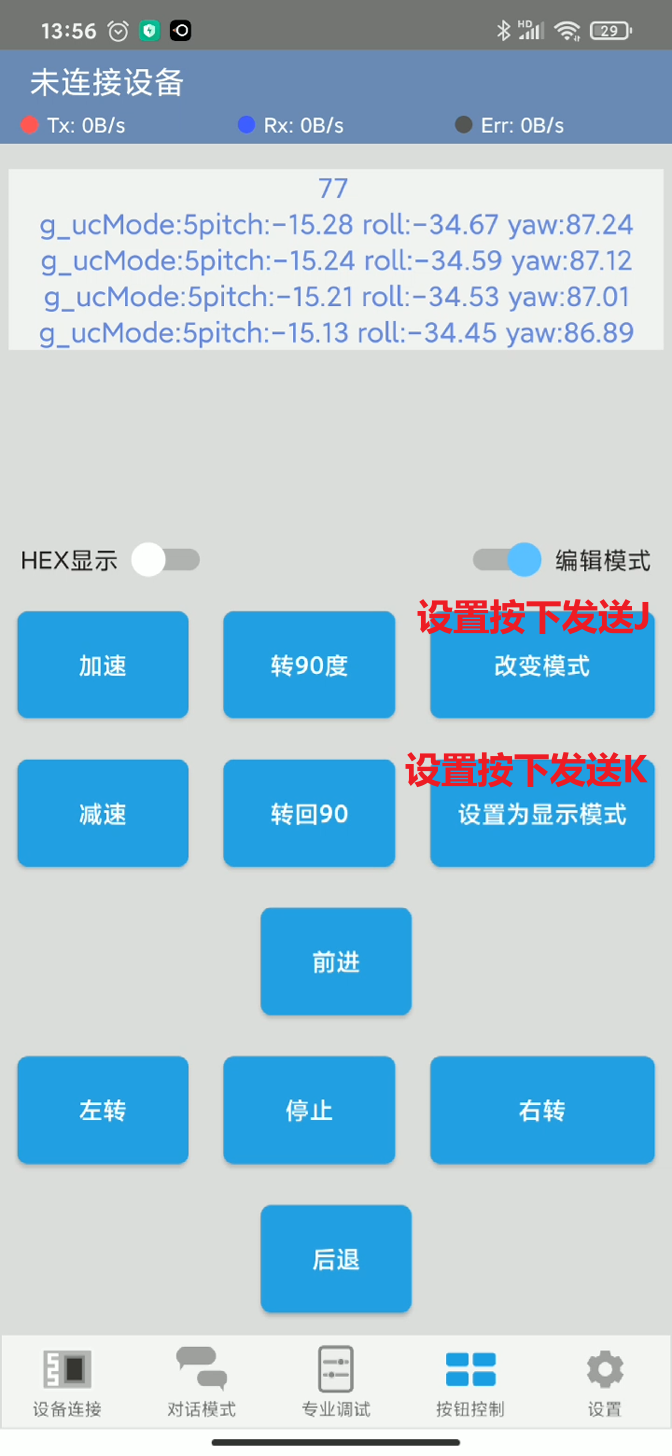 13:56 HD 29
未连接设备
Tx: 0B/s Rx: 0B/s Err: 0B/s
77
g_ucMode:5pitch:-15.28 roll:-34.67 yaw:87.24
g_ucMode:5pitch:-15.24 roll:-34.59 yaw:87.12
g_ucMode:5pitch:-15.21 roll:-34.53 yaw:87.01
g_ucMode:5pitch:-15.13 roll:-34.45 yaw:86.89
HEX显示 编辑模式
设置按下发送J
加速 转90度 改变模式
设置按下发送K
减速 转回90 设置为显示模式
前进
左转 停止 右转
后退
设备连接 对话模式 专业调试 按钮控制 设置